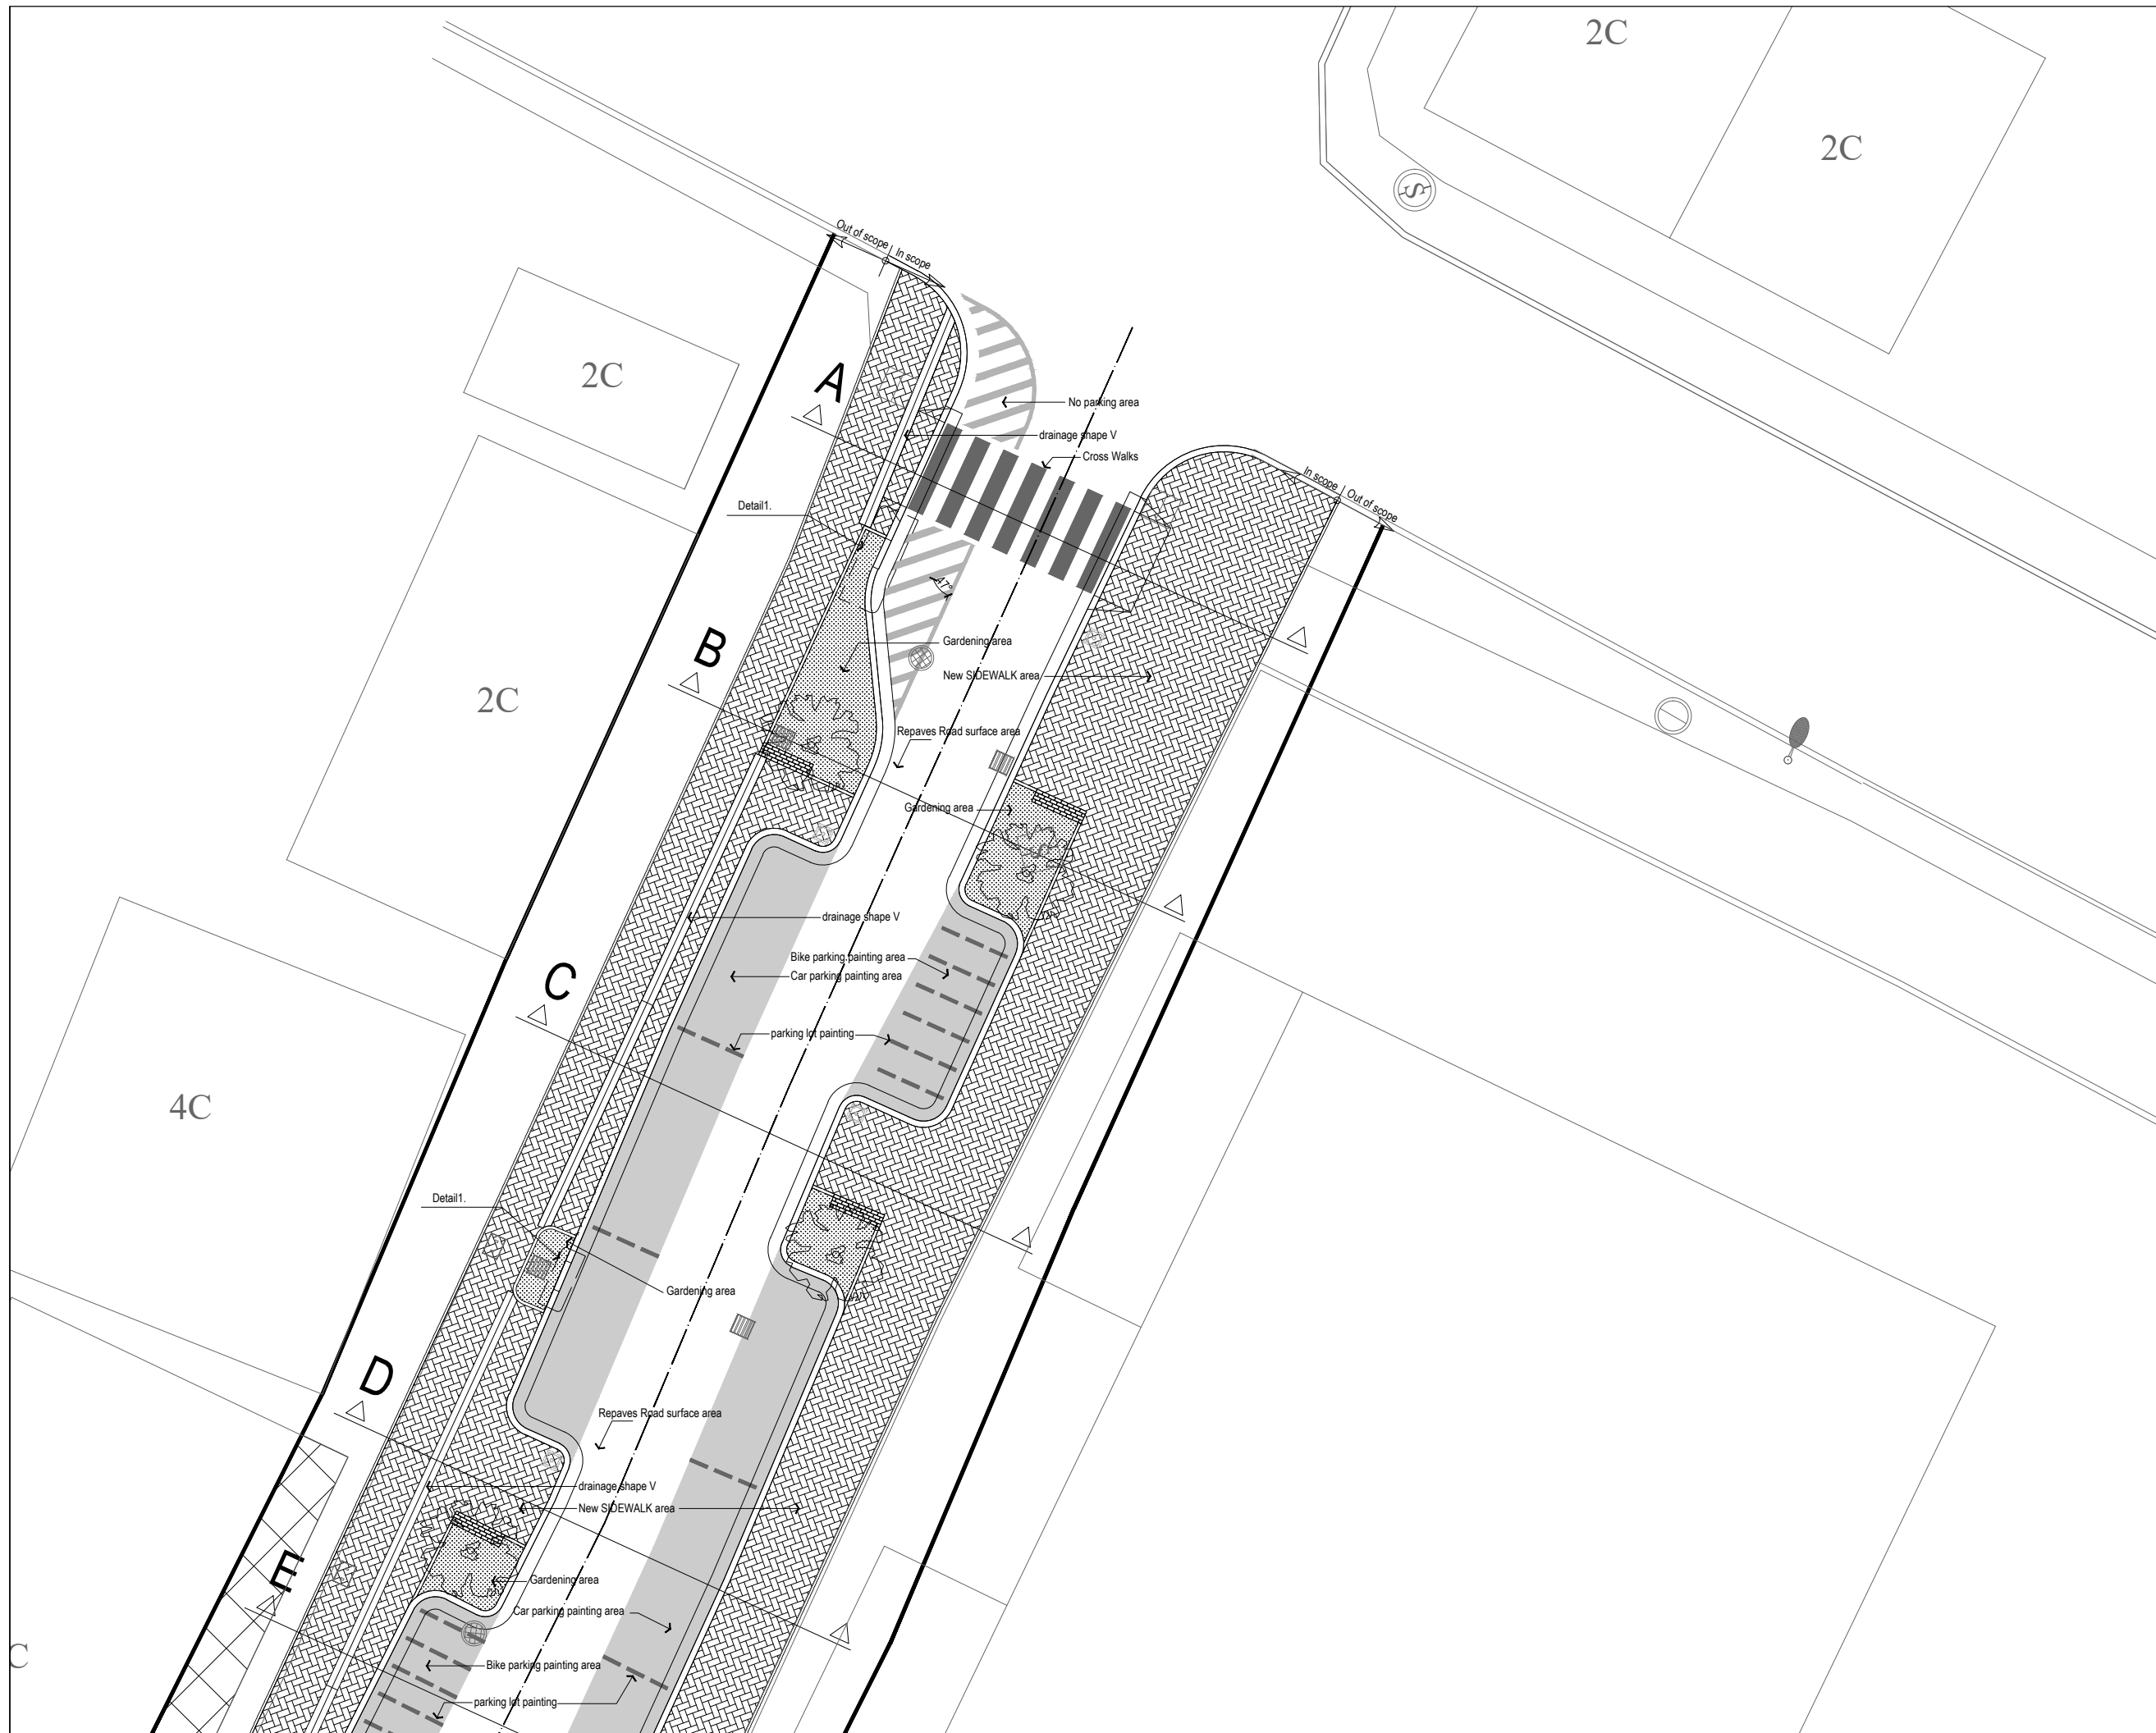 2C
2C
Out of scope
In scope
2C
A
No parking area
drainage shape V
Cross Walks
In scope
Out of scope
Detail1.
47°
B
Gardening area
New SIDEWALK area
2C
Repaves Road surface area
Gardening area
drainage shape V
Bike parking painting area
Car parking painting area
C
parking lot painting
4C
Detail1.
Gardening area
D
Repaves Road surface area
drainage shape V
New SIDEWALK area
E
Gardening area
Car parking painting area
C
Bike parking painting area
parking lot painting
S